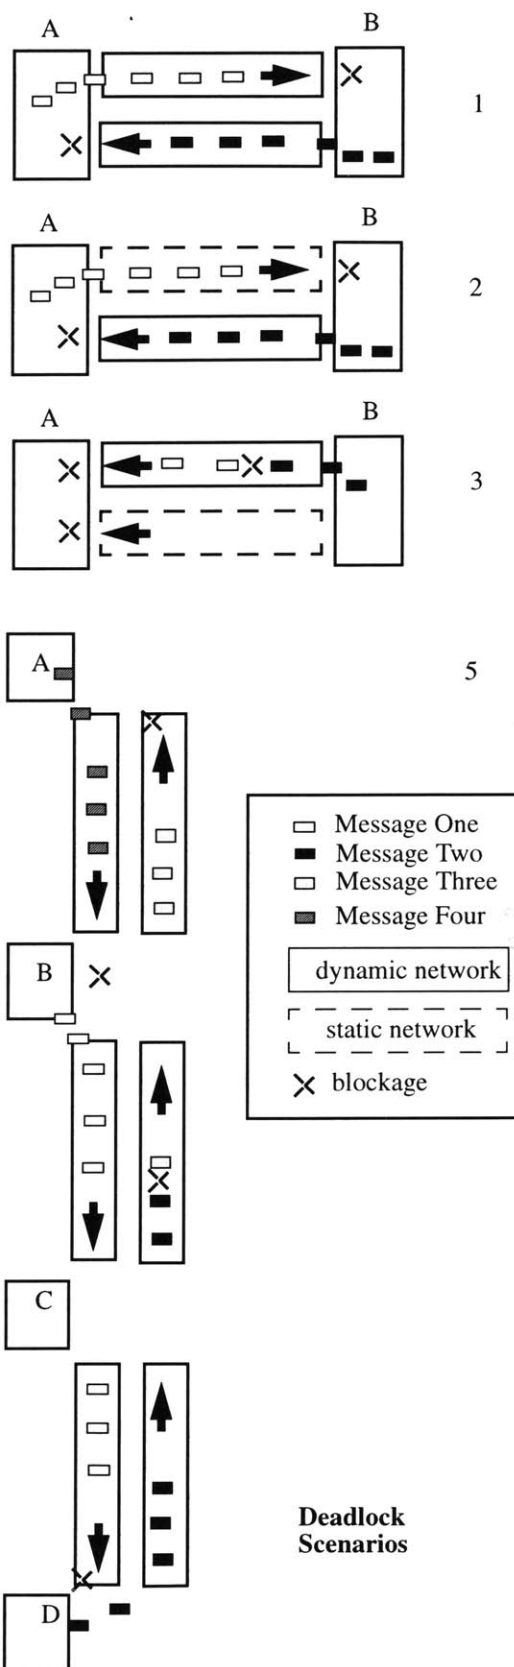 A
B
1
A
B
2
A
B
3
A
5
Message One
Message Two
Message Three
Message Four
B
dynamic network
static network
blockage
C
Deadlock
Scenarios
D